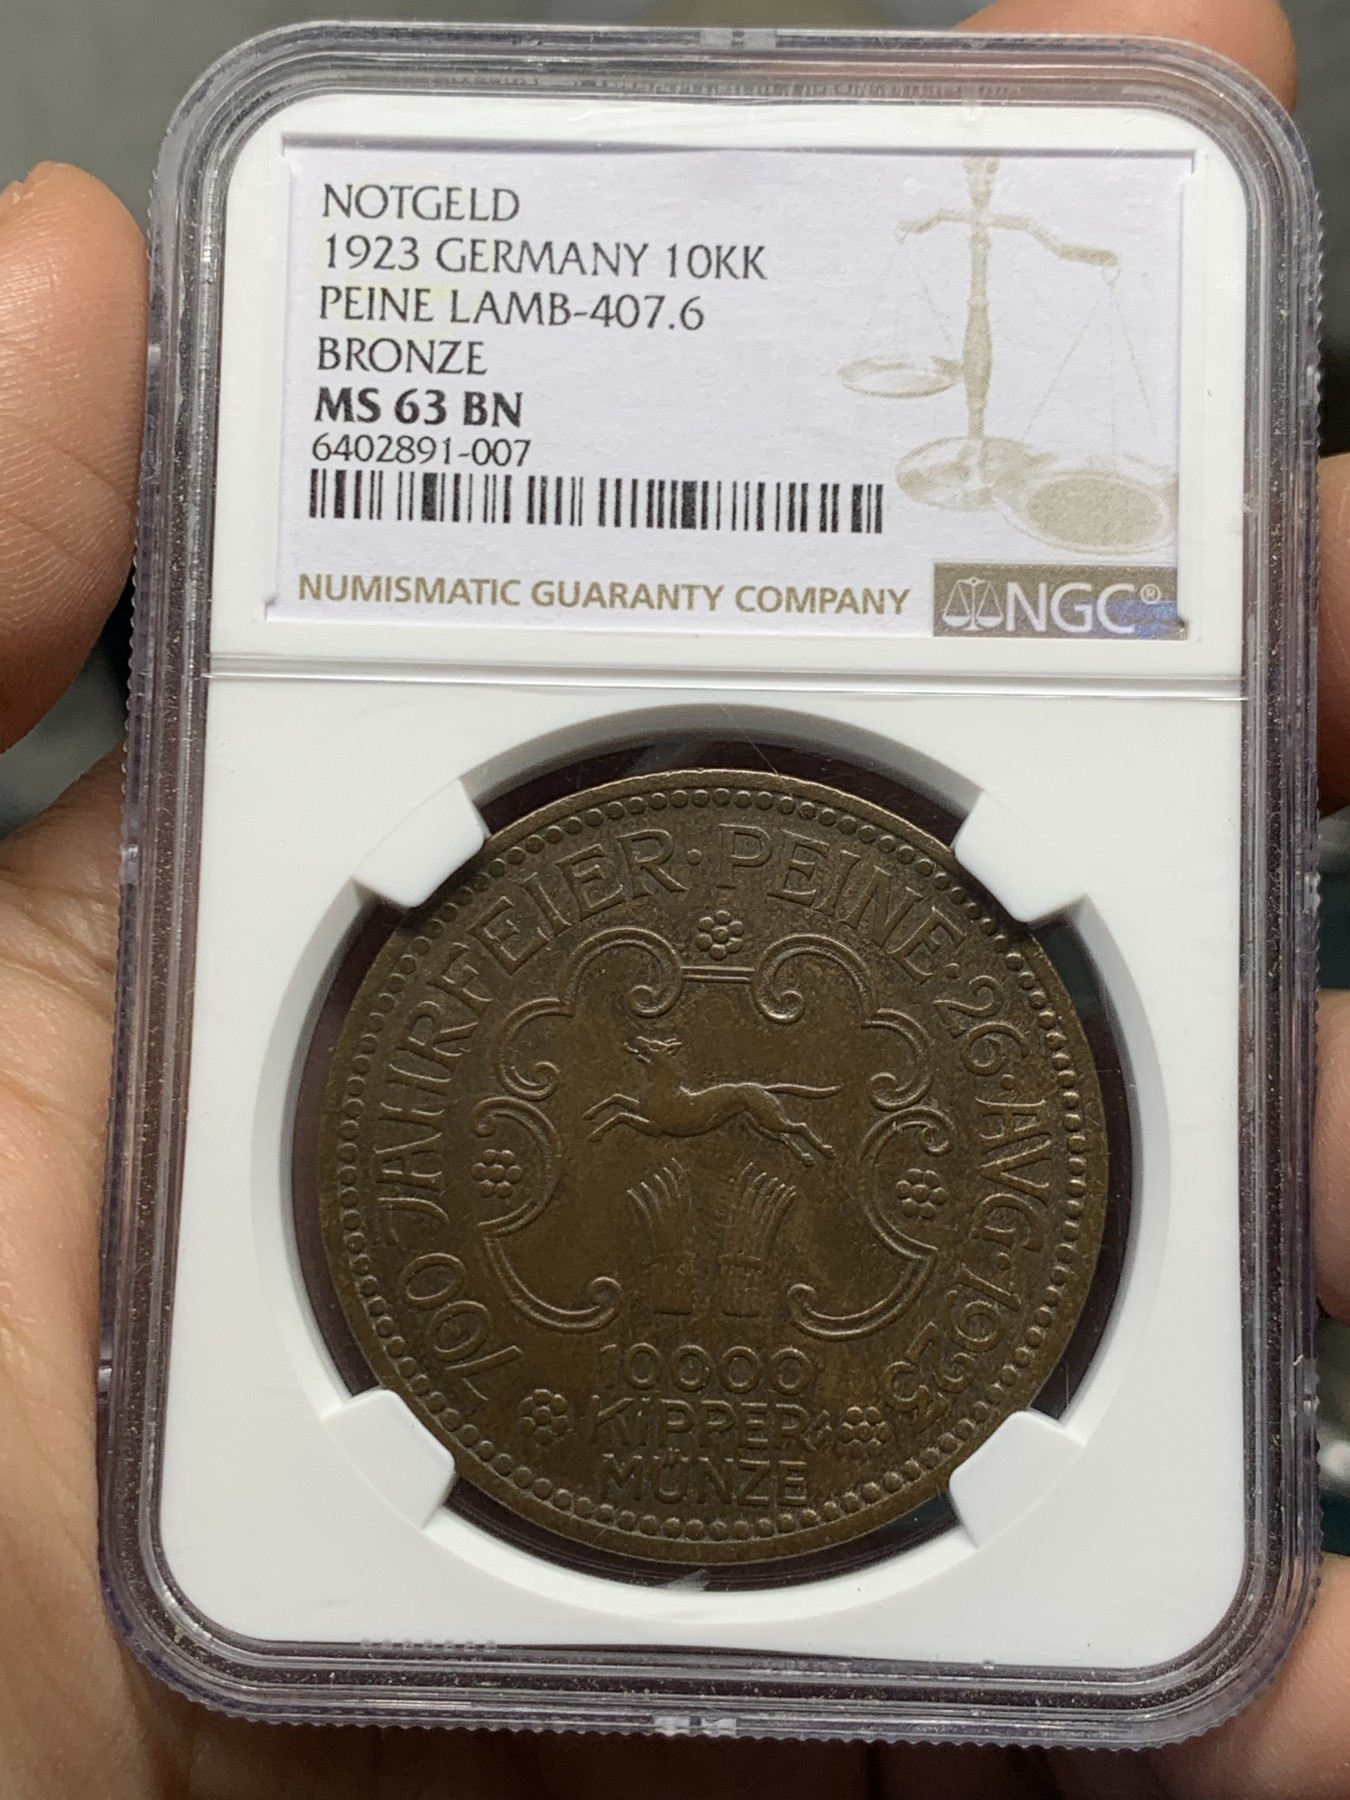 NOTGELD
1923 GERMANY 10KK
PEINE LAMB-407.6
BRONZE
MS 63 BN
6402891-007
NUMISMATIC GUARANTY COMPANY
NGC®
700 JAHRFEIER · PEINE · 26 · AVG · 1923
10000
KIPPER
MÜNZE